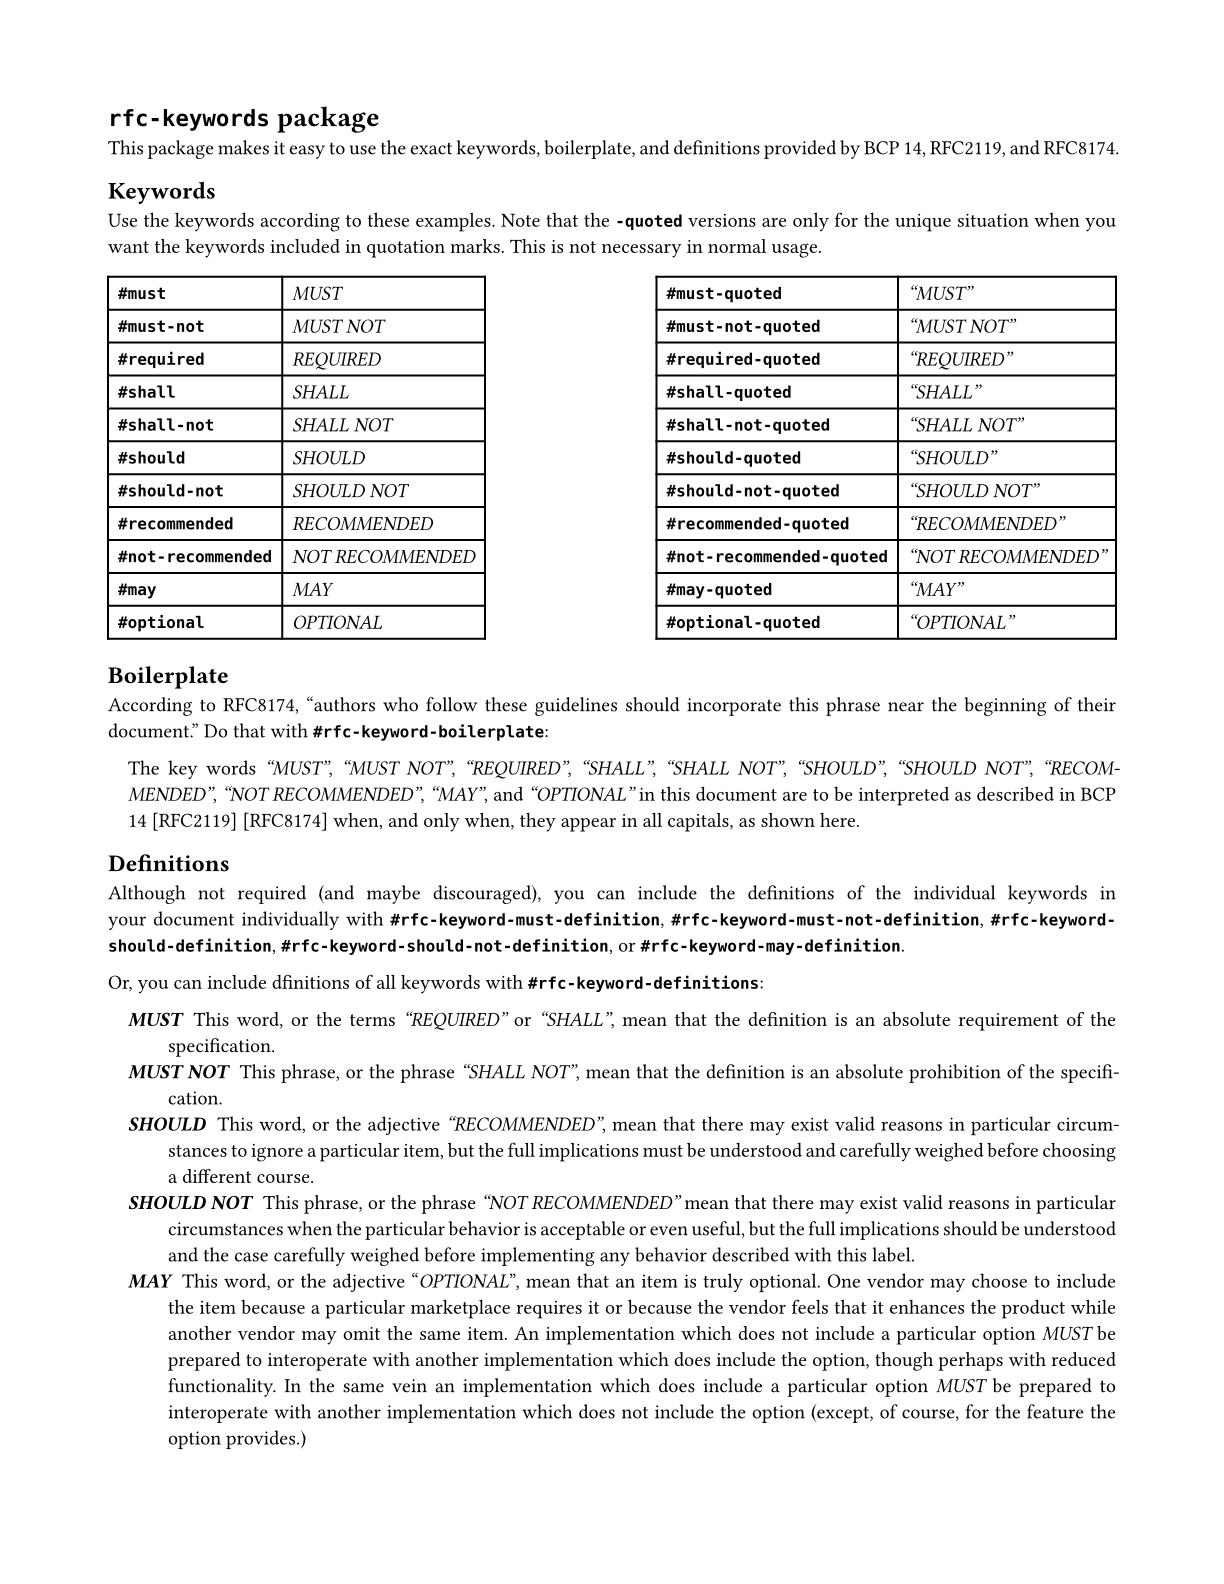 rfc-keywords package
This package makes it easy to use the exact keywords, boilerplate, and definitions provided by BCP 14, RFC2119, and RFC8174.
Keywords
Use the keywords according to these examples. Note that the -quoted versions are only for the unique situation when you
want the keywords included in quotation marks. This is not necessary in normal usage.
#must MUST
#must-not MUST NOT
#required REQUIRED
#shall SHALL
#shall-not SHALL NOT
#should SHOULD
#should-not SHOULD NOT
#recommended RECOMMENDED
#not-recommended NOT RECOMMENDED
#may MAY
#optional OPTIONAL
#must-quoted “MUST”
#must-not-quoted “MUST NOT”
#required-quoted “REQUIRED”
#shall-quoted “SHALL”
#shall-not-quoted “SHALL NOT”
#should-quoted “SHOULD”
#should-not-quoted “SHOULD NOT”
#recommended-quoted “RECOMMENDED”
#not-recommended-quoted “NOT RECOMMENDED”
#may-quoted “MAY”
#optional-quoted “OPTIONAL”
Boilerplate
According to RFC8174, “authors who follow these guidelines should incorporate this phrase near the beginning of their
document.” Do that with #rfc-keyword-boilerplate:
The key words “MUST”, “MUST NOT”, “REQUIRED”, “SHALL”, “SHALL NOT”, “SHOULD”, “SHOULD NOT”, “RECOM-
MENDED”, “NOT RECOMMENDED”, “MAY”, and “OPTIONAL” in this document are to be interpreted as described in BCP
14 [RFC2119] [RFC8174] when, and only when, they appear in all capitals, as shown here.
Definitions
Although not required (and maybe discouraged), you can include the definitions of the individual keywords in
your document individually with #rfc-keyword-must-definition, #rfc-keyword-must-not-definition, #rfc-keyword-
should-definition, #rfc-keyword-should-not-definition, or #rfc-keyword-may-definition.
Or, you can include dfinitions of all keywords with #rfc-keyword-definitions:
MUST This word, or the terms “REQUIRED” or “SHALL”, mean that the definition is an absolute requirement of the
specification.
MUST NOT This phrase, or the phrase “SHALL NOT”, mean that the definition is an absolute prohibition of the specifi-
cation.
SHOULD This word, or the adjective “RECOMMENDED”, mean that there may exist valid reasons in particular circum-
stances to ignore a particular item, but the full implications must be understood and carefully weighed before choosing
a different course.
SHOULD NOT This phrase, or the phrase “NOT RECOMMENDED” mean that there may exist valid reasons in particular
circumstances when the particular behavior is acceptable or even useful, but the full implications should be understood
and the case carefully weighed before implementing any behavior described with this label.
MAY This word, or the adjective “OPTIONAL”, mean that an item is truly optional. One vendor may choose to include
the item because a particular marketplace requires it or because the vendor feels that it enhances the product while
another vendor may omit the same item. An implementation which does not include a particular option MUST be
prepared to interoperate with another implementation which does include the option, though perhaps with reduced
functionality. In the same vein an implementation which does include a particular option MUST be prepared to
interoperate with another implementation which does not include the option (except, of course, for the feature the
option provides.)